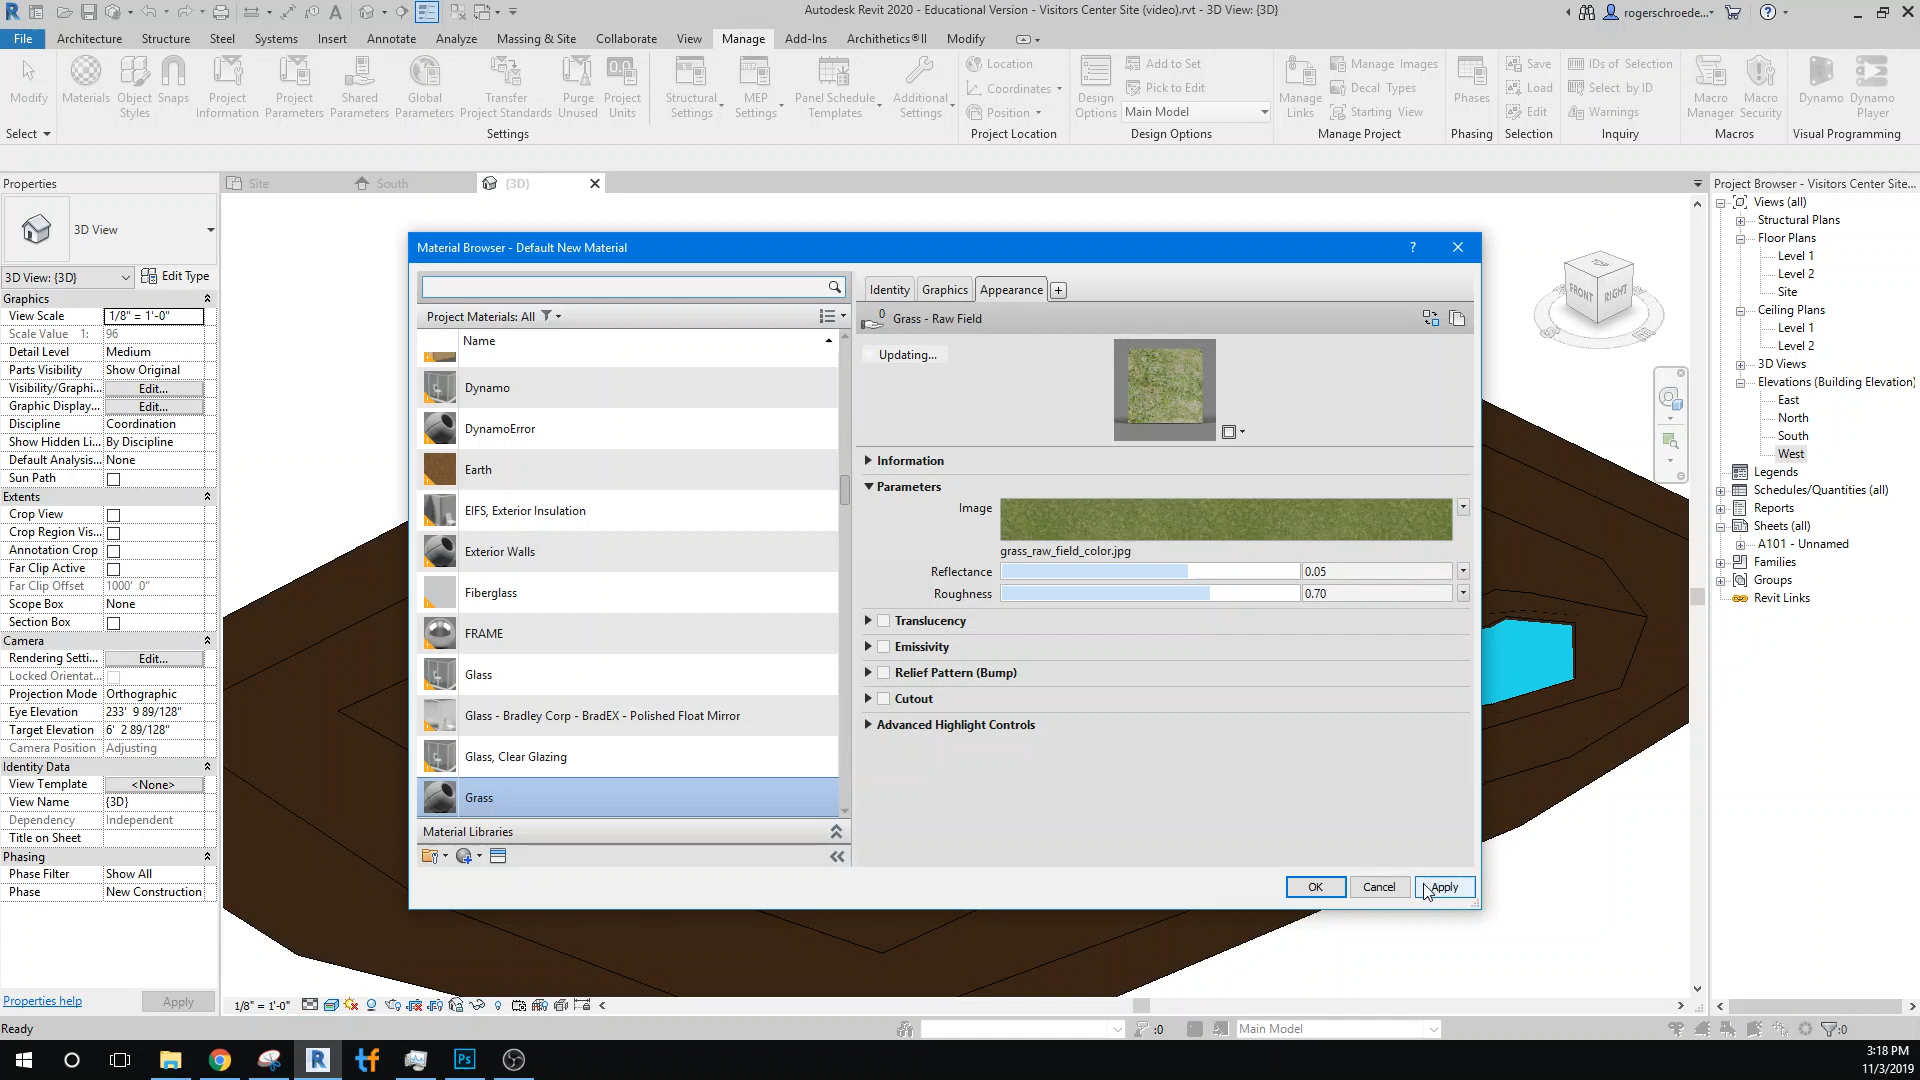 Autodesk Revit 2020 - Educational Version - Visitors Center Site (video).rvt - 3D View: {3D}
rogerschroede...
File
Architecture
Structure
Steel
Systems
Insert
Annotate
Analyze
Massing & Site
Collaborate
View
Manage
Add-Ins
Archithetics®II
Modify
Modify
Materials
Object Styles
Snaps
Project Information
Project Parameters
Shared Parameters
Global Parameters
Transfer Project Standards
Purge Unused
Project Units
Structural Settings
MEP Settings
Panel Schedule Templates
Additional Settings
Location
Coordinates
Position
Design Options
Add to Set
Pick to Edit
Main Model
Manage Links
Manage Images
Decal Types
Starting View
Phases
Save
Load
Edit
IDs of Selection
Select by ID
Warnings
Macro Manager
Macro Security
Dynamo
Dynamo Player
Select
Settings
Project Location
Design Options
Manage Project
Phasing
Selection
Inquiry
Macros
Visual Programming
Properties
3D View
3D View: {3D}
Edit Type
Graphics
View Scale 1/8" = 1'-0"
Scale Value 1: 96
Detail Level Medium
Parts Visibility Show Original
Visibility/Graphi... Edit...
Graphic Display... Edit...
Discipline Coordination
Show Hidden Li... By Discipline
Default Analysis... None
Sun Path
Extents
Crop View
Crop Region Vis...
Annotation Crop
Far Clip Active
Far Clip Offset 1000' 0"
Scope Box None
Section Box
Camera
Rendering Setti... Edit...
Locked Orientat...
Projection Mode Orthographic
Eye Elevation 233' 9 89/128"
Target Elevation 6' 2 89/128"
Camera Position Adjusting
Identity Data
View Template <None>
View Name {3D}
Dependency Independent
Title on Sheet
Phasing
Phase Filter Show All
Phase New Construction
Properties help
Apply
Site
South
{3D}
Material Browser - Default New Material
?
Project Materials: All
Name
Dynamo
DynamoError
Earth
EIFS, Exterior Insulation
Exterior Walls
Fiberglass
FRAME
Glass
Glass - Bradley Corp - BradEX - Polished Float Mirror
Glass, Clear Glazing
Grass
Material Libraries
Identity
Graphics
Appearance
0
Grass - Raw Field
Updating...
Information
Parameters
Image
grass_raw_field_color.jpg
Reflectance 0.05
Roughness 0.70
Translucency
Emissivity
Relief Pattern (Bump)
Cutout
Advanced Highlight Controls
OK
Cancel
Apply
FRONT
RIGHT
Project Browser - Visitors Center Site...
Views (all)
Structural Plans
Floor Plans
Level 1
Level 2
Site
Ceiling Plans
Level 1
Level 2
3D Views
Elevations (Building Elevation)
East
North
South
West
Legends
Schedules/Quantities (all)
Reports
Sheets (all)
A101 - Unnamed
Families
Groups
Revit Links
1/8" = 1'-0"
Ready
:0
Main Model
:0
3:18 PM
11/3/2019